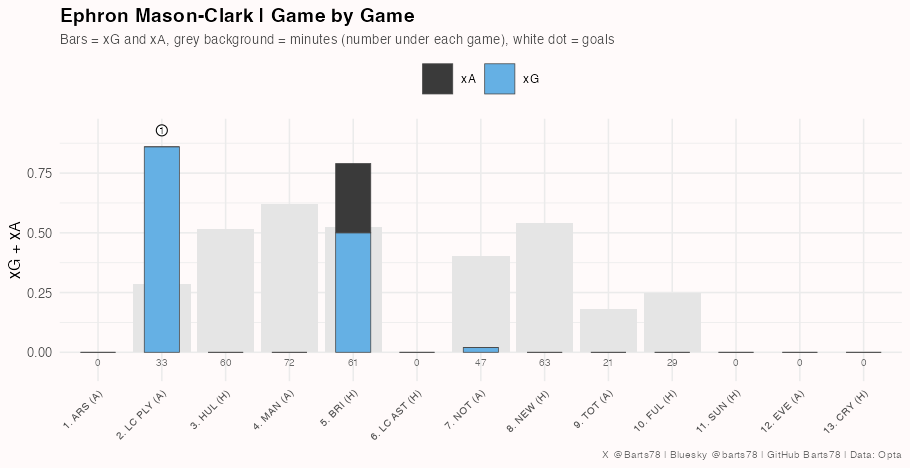 Ephron Mason-Clark | Game by Game
Bars = xG and xA, grey background = minutes (number under each game), white dot = goals
xA xG
1
xG + xA
0.75
0.50
0.25
0.00
0 33 60 72 61 0 47 63 21 29 0 0 0
1. ARS (A)
2. LC PLY (A)
3. HUL (H)
4. MAN (A)
5. BRI (H)
6. LC AST (H)
7. NOT (A)
8. NEW (H)
9. TOT (A)
10. FUL (H)
11. SUN (H)
12. EVE (A)
13. CRY (H)
X @Barts78 | Bluesky @barts78 | GitHub Barts78 | Data: Opta